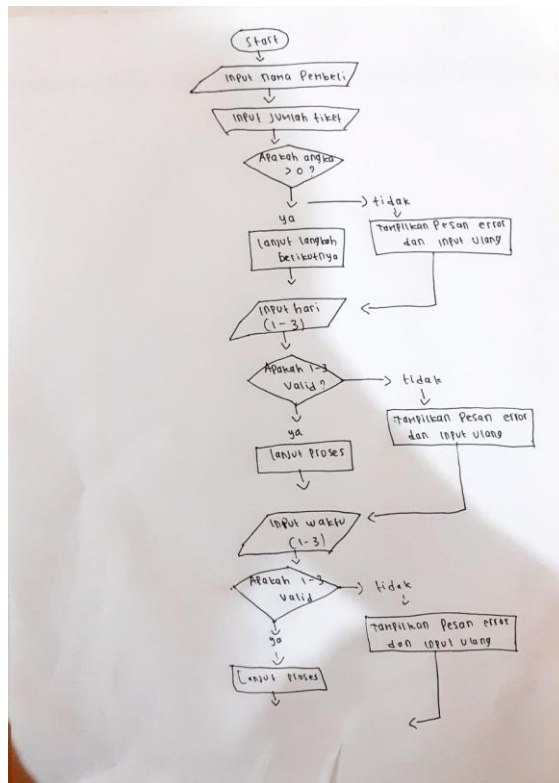 Start
Input nama Pembeli
Input Jumlah tiket
Apakah angka
> 0 ?
ya
tidak
Lanjut langkah
berikutnya
Tampilkan Pesan error
dan input ulang
Input hari
(1-3)
Apakah 1-3
Valid ?
tidak
ya
Tampilkan Pesan error
dan input ulang
Lanjut Proses
Input waktu
(1-3)
Apakah 1-3
Valid
tidak
ya
Tampilkan Pesan error
dan input ulang
Lanjut Proses